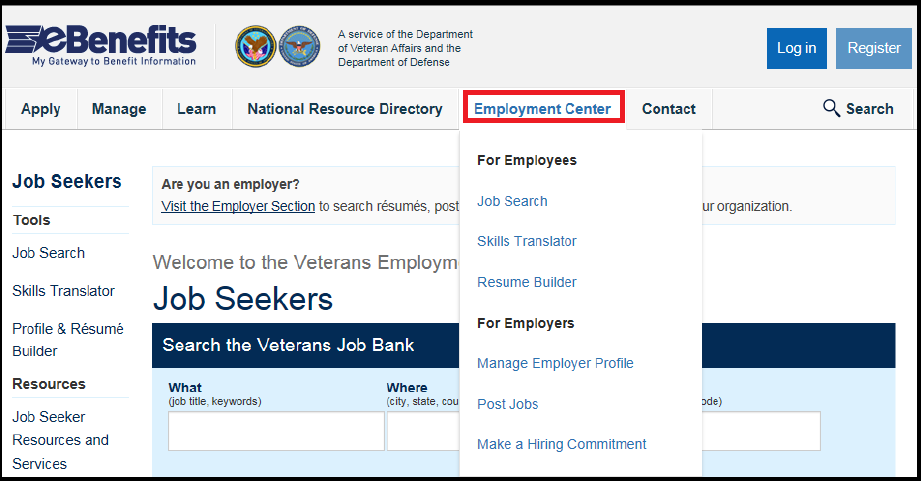 eBenefits
My Gateway to Benefit Information
A service of the Department
of Veteran Affairs and the
Department of Defense
Log in
Register
Apply
Manage
Learn
National Resource Directory
Employment Center
Contact
Search
Job Seekers
Tools
Job Search
Skills Translator
Profile & Résumé
Builder
Resources
Job Seeker
Resources and
Services
Are you an employer?
Visit the Employer Section to search résumés, post
ur organization.
Welcome to the Veterans Employm
Job Seekers
Search the Veterans Job Bank
What
(job title, keywords)
Where
(city, state, cou
ode)
For Employees
Job Search
Skills Translator
Resume Builder
For Employers
Manage Employer Profile
Post Jobs
Make a Hiring Commitment